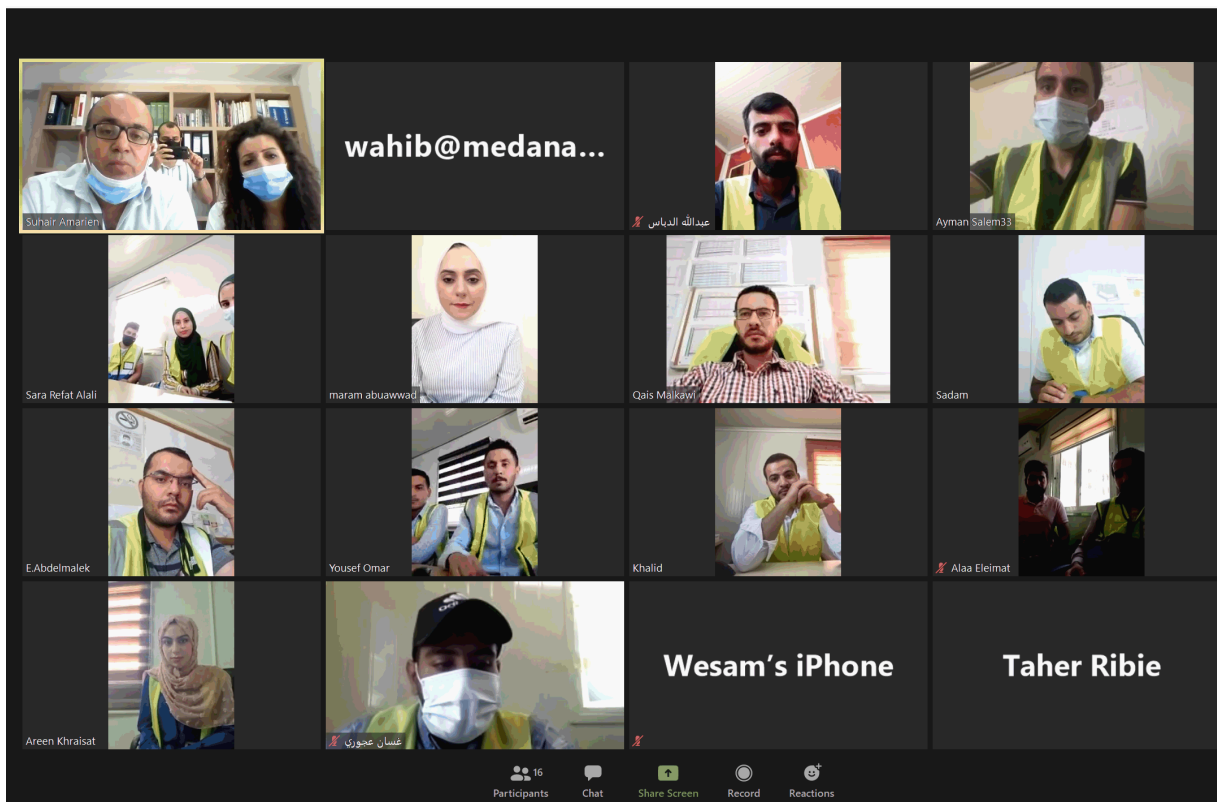 Suhair Amarien
wahib@medana...
عبدالله الدباس
Ayman Salem33
Sara Refat Alali
maram abuawwad
Qais Malkawi
Sadam
E.Abdelmalek
Yousef Omar
Khalid
Alaa Eleimat
Areen Khraisat
غسان عجوري
Wesam's iPhone
Taher Ribie
16
Participants
Chat
Share Screen
Record
Reactions